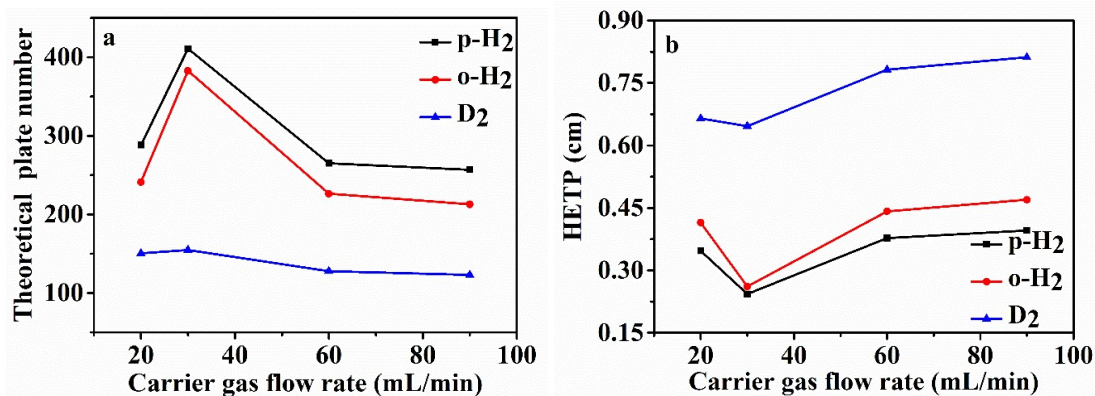 a
p-H2
o-H2
D2
400
300
200
100
Theoretical plate number
20 40 60 80 100
Carrier gas flow rate (mL/min)
b
0.90
0.75
0.60
0.45
0.30
0.15
HETP (cm)
p-H2
o-H2
D2
20 40 60 80 100
Carrier gas flow rate (mL/min)